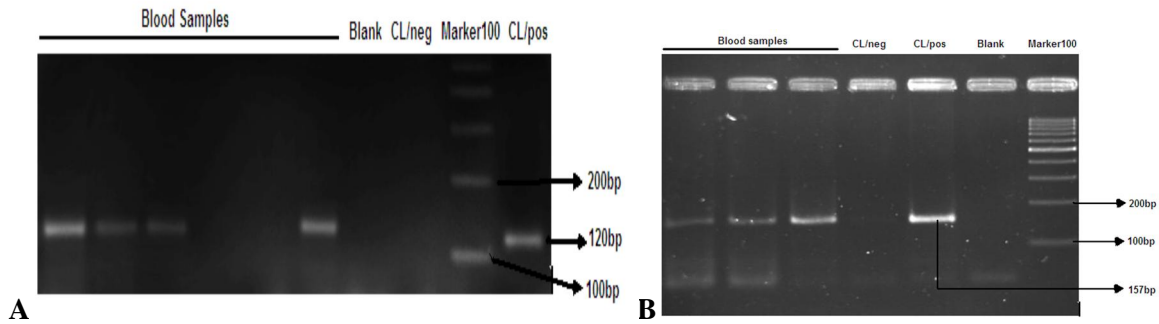 Blood Samples Blank CL/neg Marker100 CL/pos
200bp
120bp
100bp
A
Blood samples CL/neg CL/pos Blank Marker100
200bp
100bp
157bp
B